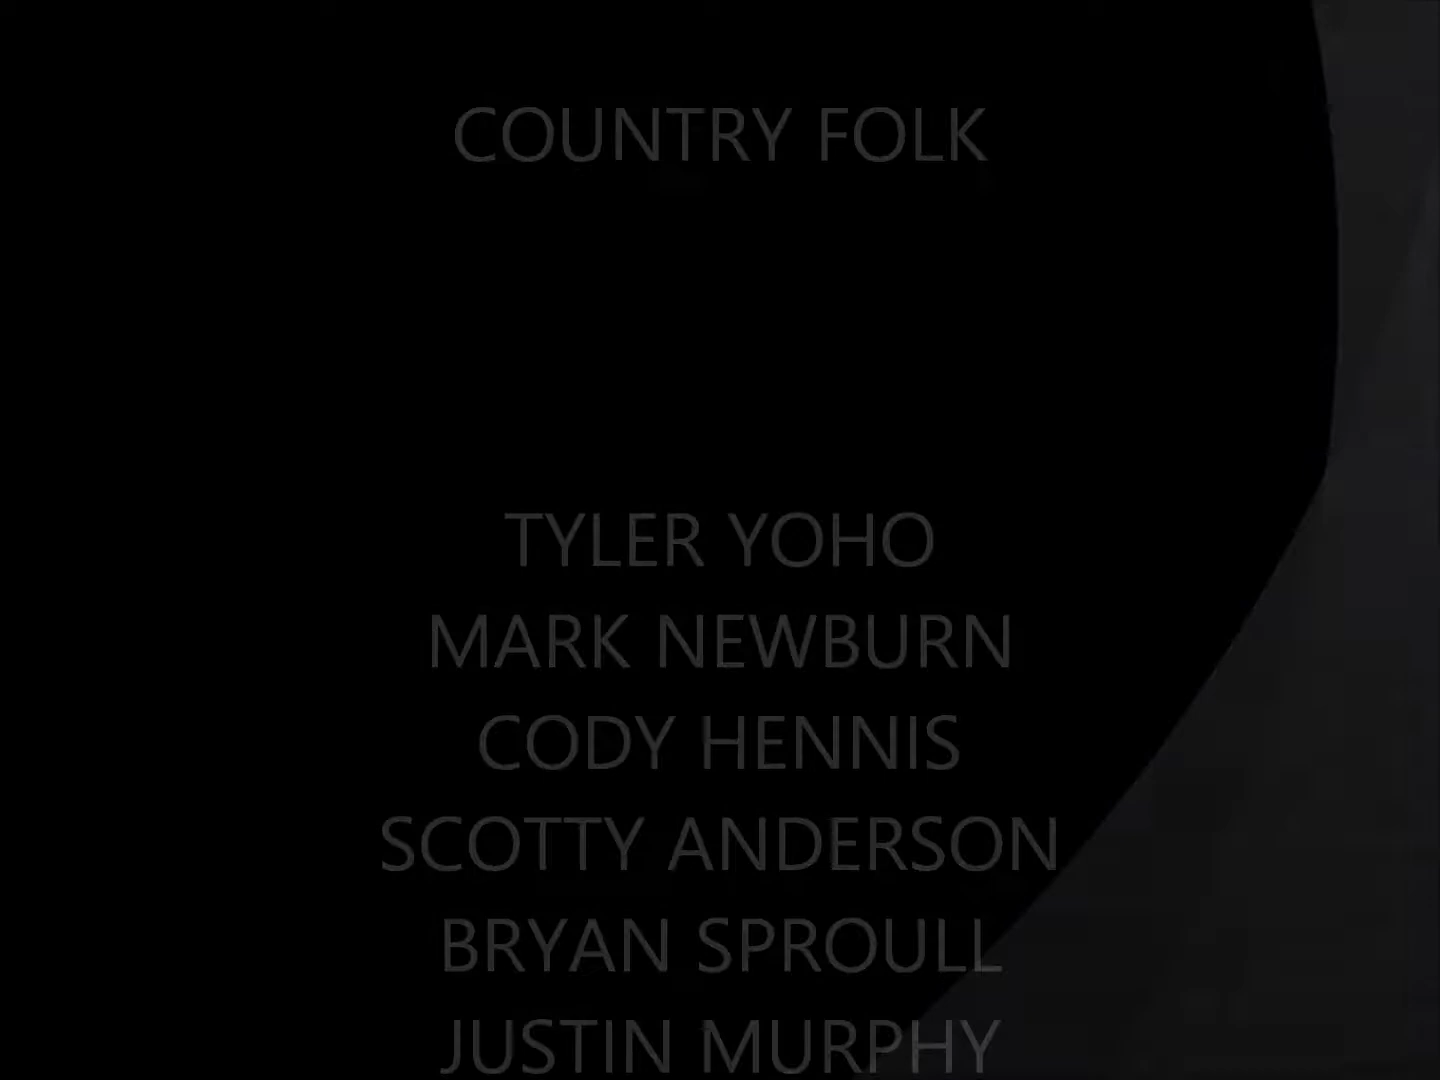 COUNTRY FOLK
TYLER YOHO
MARK NEWBURN
CODY HENNIS
SCOTTY ANDERSON
BRYAN SPROULL
JUSTIN MURPHY